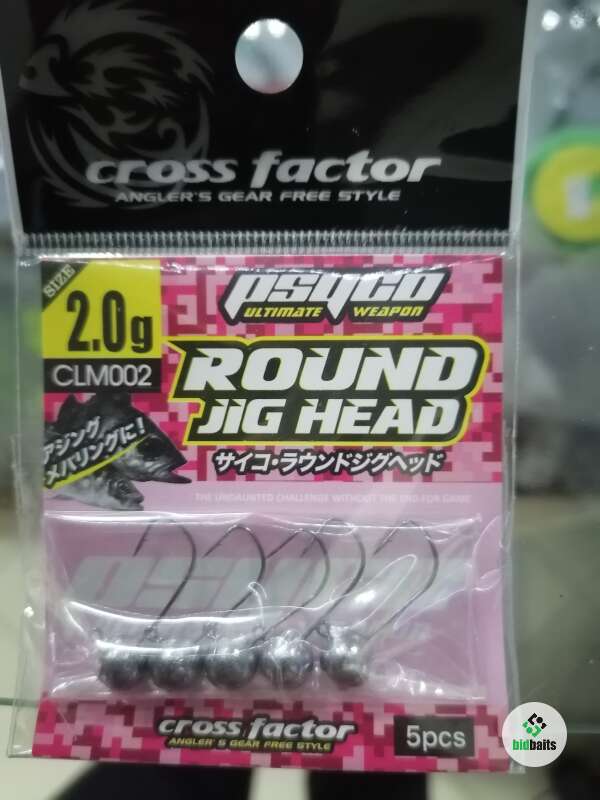 cross factor
ANGLER'S GEAR FREE STYLE
SIZE
2.0g
CLM002
PSYCO
ULTIMATE WEAPON
ROUND
JIG HEAD
アジング
メバリングに!
サイコ・ラウンドジグヘッド
THE UNDAUNTED CHALLENGE WITHOUT THE END FOR GAME
PSYCO
cross factor
ANGLER'S GEAR FREE STYLE
5pcs
bidbaits